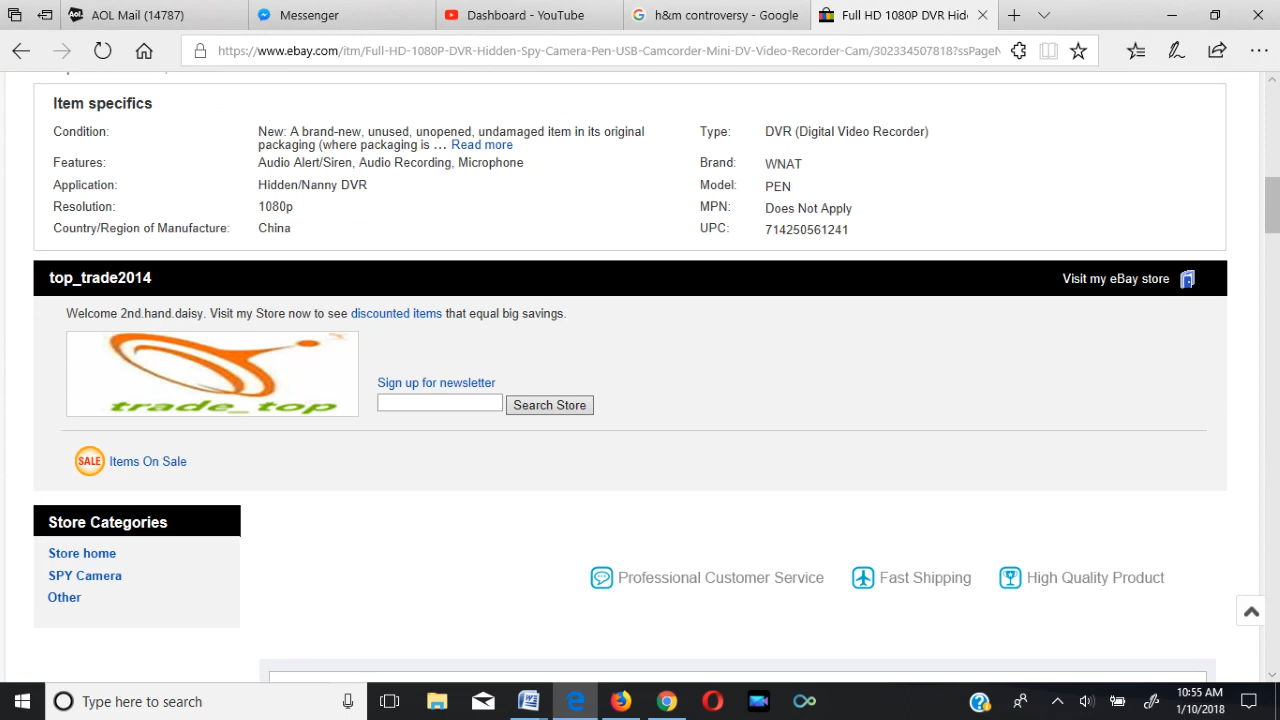 AOL Mail (14787)
Messenger
Dashboard - YouTube
h&m controversy - Google
Full HD 1080P DVR Hid
https://www.ebay.com/itm/Full-HD-1080P-DVR-Hidden-Spy-Camera-Pen-USB-Camcorder-Mini-DV-Video-Recorder-Cam/302334507818?ssPageN
Item specifics
Condition: New: A brand-new, unused, unopened, undamaged item in its original
packaging (where packaging is … Read more
Type: DVR (Digital Video Recorder)
Features: Audio Alert/Siren, Audio Recording, Microphone
Brand: WNAT
Application: Hidden/Nanny DVR
Model: PEN
Resolution: 1080p
MPN: Does Not Apply
Country/Region of Manufacture: China
UPC: 714250561241
top_trade2014
Visit my eBay store
Welcome 2nd.hand.daisy. Visit my Store now to see discounted items that equal big savings.
trade_top
Sign up for newsletter
Search Store
SALE Items On Sale
Store Categories
Store home
SPY Camera
Other
Professional Customer Service
Fast Shipping
High Quality Product
Type here to search
10:55 AM
1/10/2018